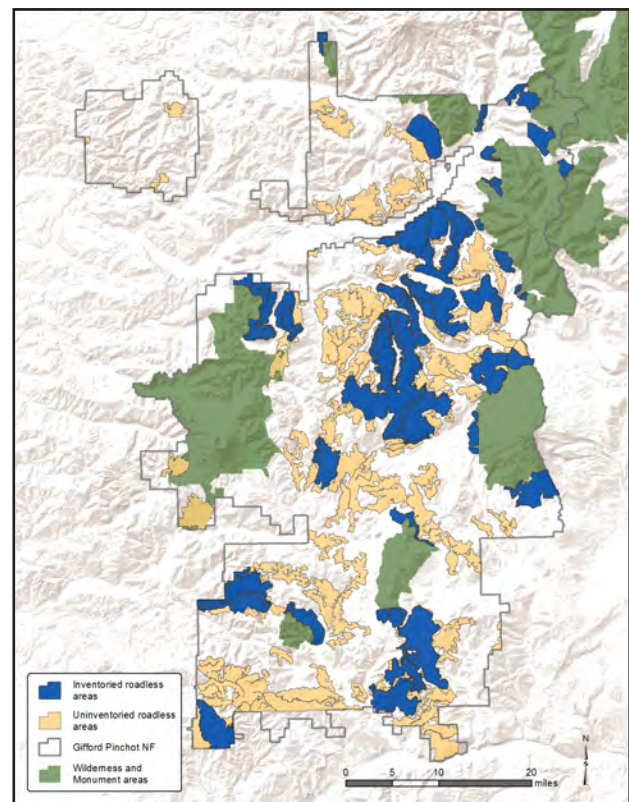 Inventoried roadless
areas
Uninventoried roadless
areas
Gifford Pinchot NF
Wilderness and
Monument areas
N
0 5 10 20
miles